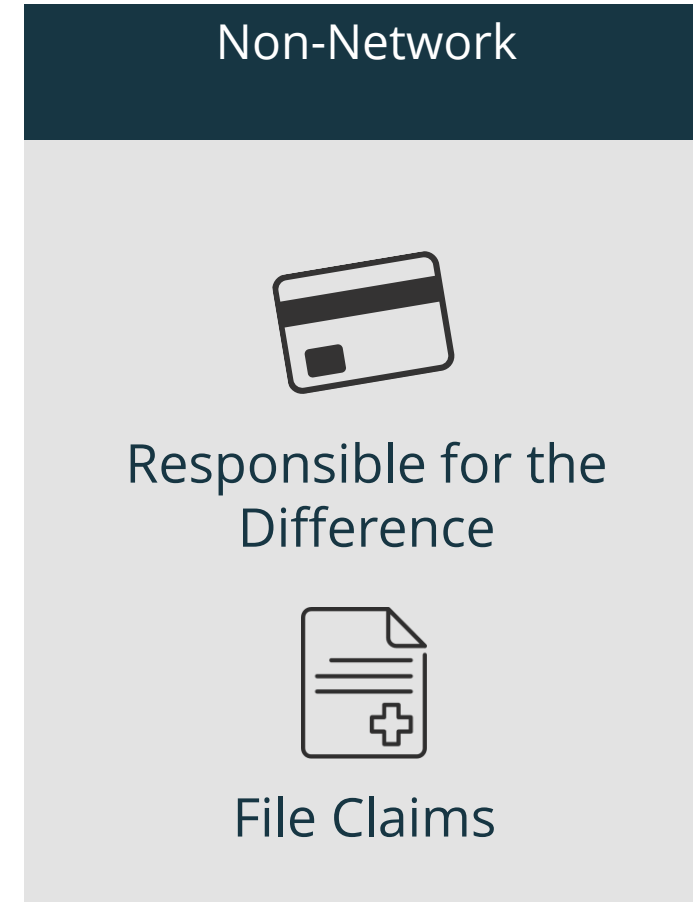 Non-Network
Responsible for the
Difference
File Claims